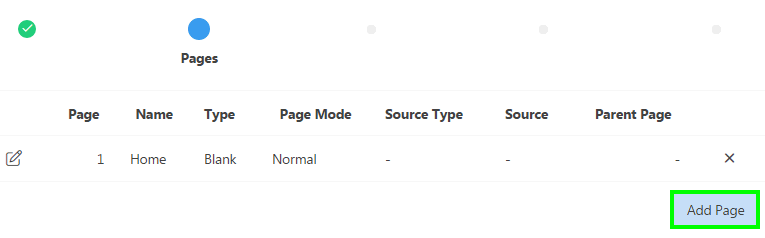 Pages
Page Name Type Page Mode Source Type Source Parent Page
1 Home Blank Normal - - -
Add Page